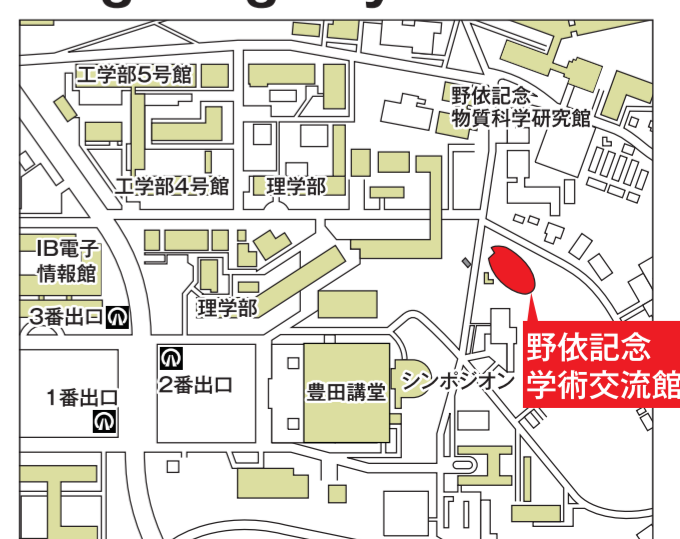 工学部5号館
野依記念
物質科学研究館
工学部4号館
理学部
IB電子
情報館
理学部
3番出口
野依記念
学術交流館
2番出口
シンポジオン
豊田講堂
1番出口